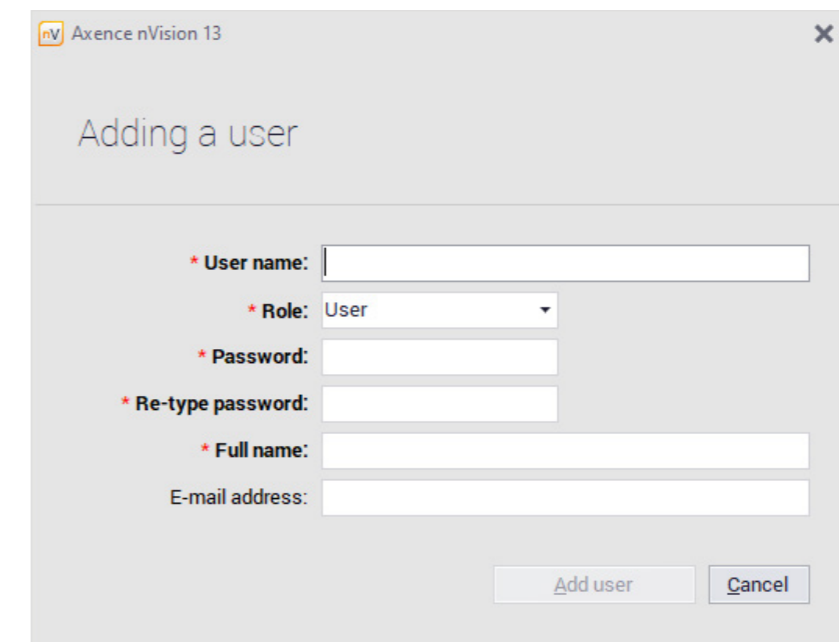 nV Axence nVision 13
Adding a user
* User name:
* Role: User
* Password:
* Re-type password:
* Full name:
E-mail address:
Add user Cancel